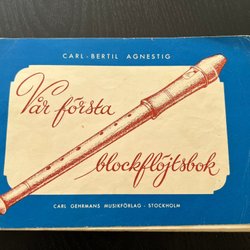 CARL-BERTIL AGNESTIG
Vår första
blockflöjtsbok
CARL GEHRMANS MUSIKFÖRLAG · STOCKHOLM